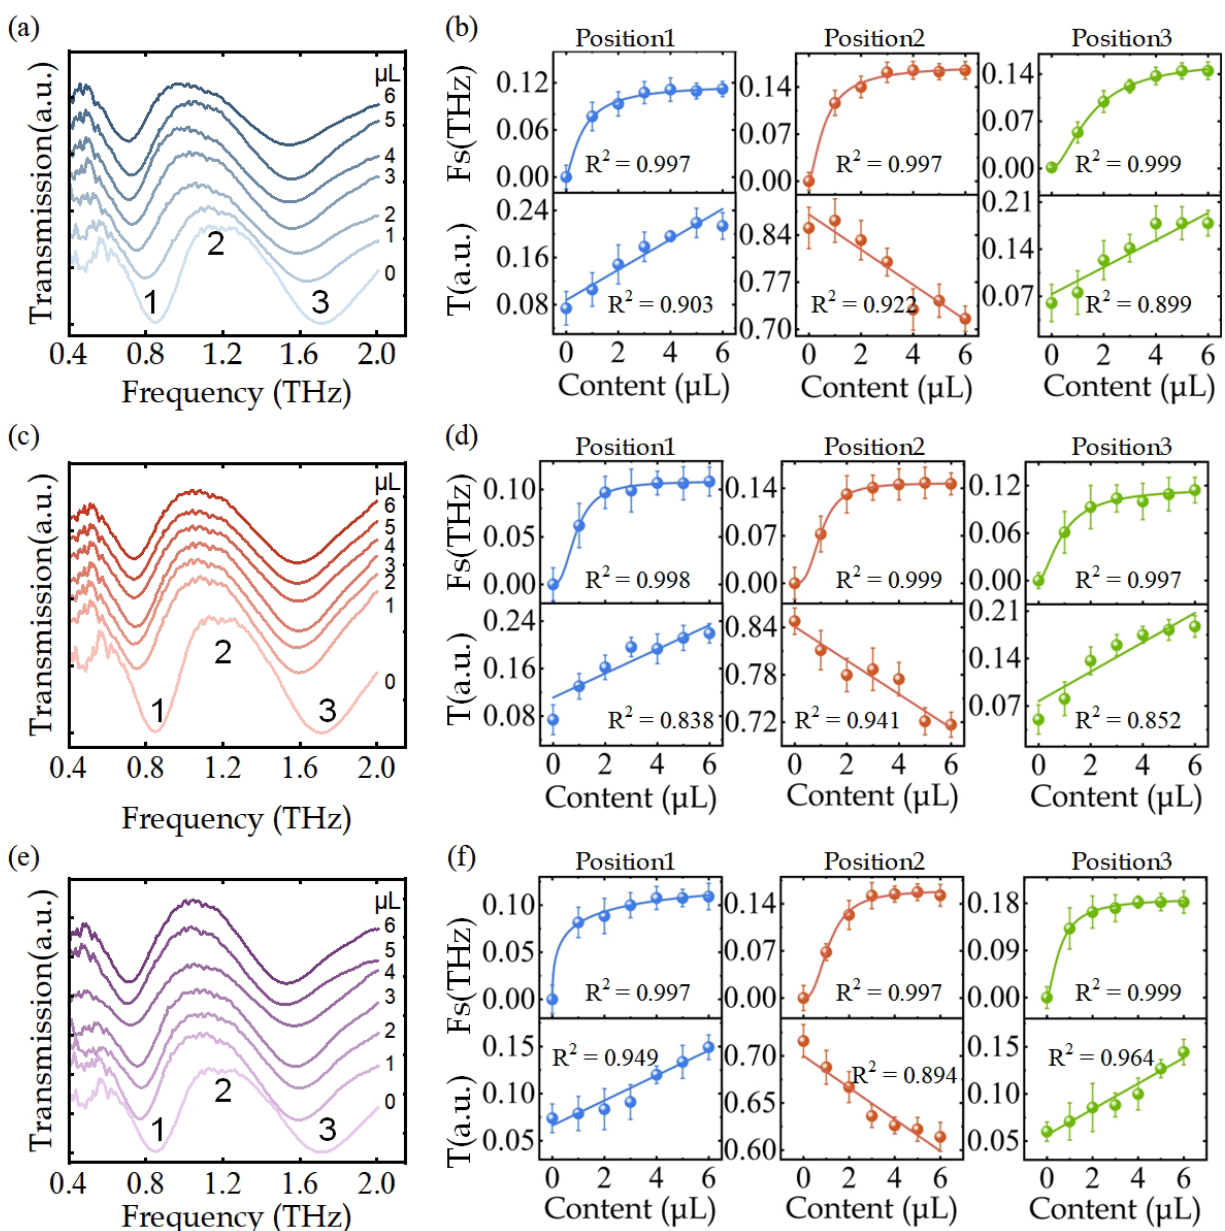 (a)
Transmission(a.u.)
µL
6
5
4
3
2
1
0
1
2
3
0.4 0.8 1.2 1.6 2.0
Frequency (THz)
(b)
Position1 Position2 Position3
Fs(THz)
0.12
0.06
0.00
R² = 0.997
0.14
0.07
0.00
R² = 0.997
0.14
0.07
0.00
R² = 0.999
T(a.u.)
0.24
0.16
0.08
R² = 0.903
0.84
0.77
0.70
R² = 0.922
0.21
0.14
0.07
R² = 0.899
0 2 4 6 0 2 4 6 0 2 4 6
Content (µL) Content (µL) Content (µL)
(c)
Transmission(a.u.)
µL
6
5
4
3
2
1
0
1
2
3
0.4 0.8 1.2 1.6 2.0
Frequency (THz)
(d)
Position1 Position2 Position3
Fs(THz)
0.10
0.05
0.00
R² = 0.998
0.14
0.07
0.00
R² = 0.999
0.12
0.06
0.00
R² = 0.997
T(a.u.)
0.24
0.16
0.08
R² = 0.838
0.84
0.78
0.72
R² = 0.941
0.21
0.14
0.07
R² = 0.852
0 2 4 6 0 2 4 6 0 2 4 6
Content (µL) Content (µL) Content (µL)
(e)
Transmission(a.u.)
µL
6
5
4
3
2
1
0
1
2
3
0.4 0.8 1.2 1.6 2.0
Frequency (THz)
(f)
Position1 Position2 Position3
Fs(THz)
0.10
0.05
0.00
R² = 0.997
0.14
0.07
0.00
R² = 0.997
0.18
0.09
0.00
R² = 0.999
T(a.u.)
0.15
0.10
0.05
R² = 0.949
0.70
0.65
0.60
R² = 0.894
0.15
0.10
0.05
R² = 0.964
0 2 4 6 0 2 4 6 0 2 4 6
Content (µL) Content (µL) Content (µL)